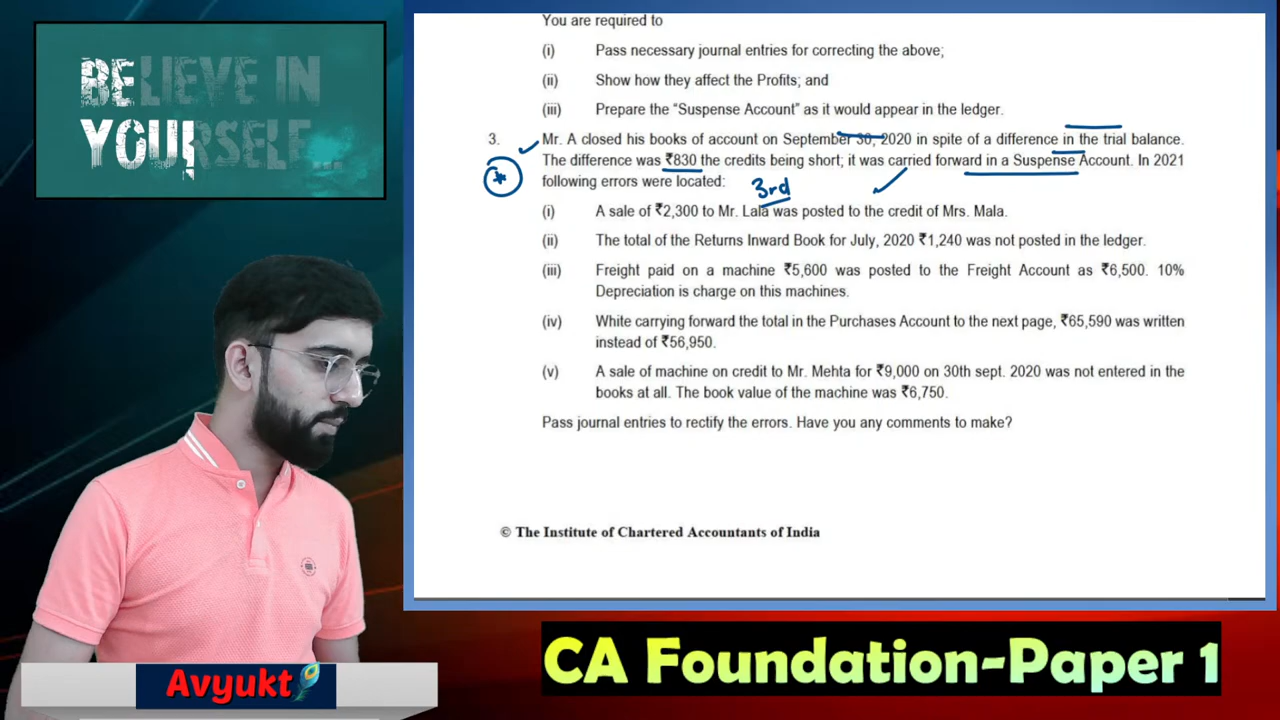 BELIEVE IN
YOURSELF...
You are required to
(i) Pass necessary journal entries for correcting the above;
(ii) Show how they affect the Profits; and
(iii) Prepare the “Suspense Account” as it would appear in the ledger.
3. Mr. A closed his books of account on September 30, 2020 in spite of a difference in the trial balance.
The difference was ₹830 the credits being short; it was carried forward in a Suspense Account. In 2021
following errors were located:
3rd
(i) A sale of ₹2,300 to Mr. Lala was posted to the credit of Mrs. Mala.
(ii) The total of the Returns Inward Book for July, 2020 ₹1,240 was not posted in the ledger.
(iii) Freight paid on a machine ₹5,600 was posted to the Freight Account as ₹6,500. 10%
Depreciation is charge on this machines.
(iv) White carrying forward the total in the Purchases Account to the next page, ₹65,590 was written
instead of ₹56,950.
(v) A sale of machine on credit to Mr. Mehta for ₹9,000 on 30th sept. 2020 was not entered in the
books at all. The book value of the machine was ₹6,750.
Pass journal entries to rectify the errors. Have you any comments to make?
© The Institute of Chartered Accountants of India
CA Foundation-Paper 1
Avyukt